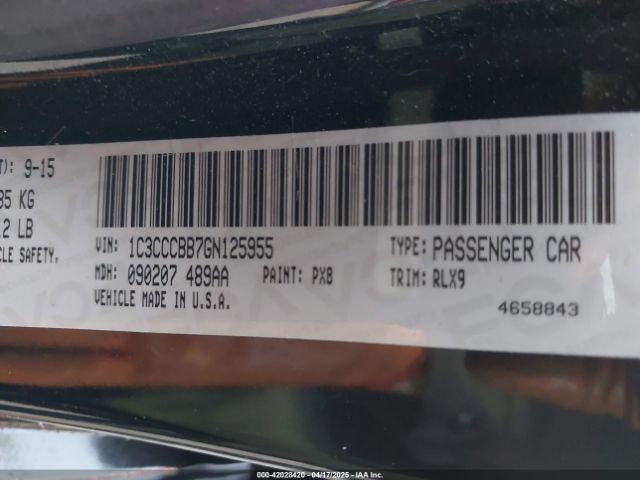 T): 9-15
95 KG
2 LB
CLE SAFETY.
VIN: 1C3CCCBB7GN125955 TYPE: PASSENGER CAR
MDH: 090207 489AA PAINT: PX8 TRIM: RLX9
VEHICLE MADE IN U.S.A. 4658843
000-42028420 - 04/17/2025 - IAA Inc.